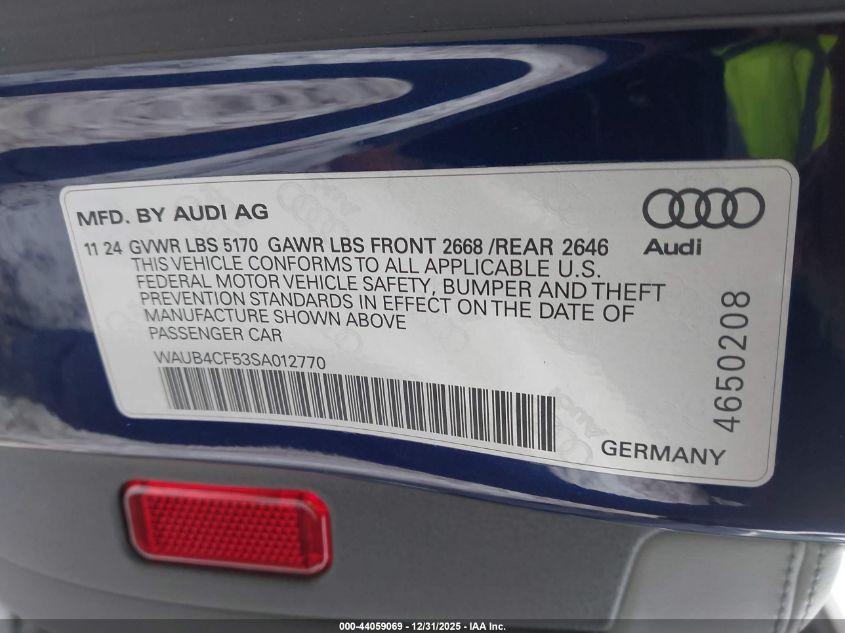 MFD. BY AUDI AG
11 24 GVWR LBS 5170 GAWR LBS FRONT 2668 /REAR 2646
THIS VEHICLE CONFORMS TO ALL APPLICABLE U.S.
FEDERAL MOTOR VEHICLE SAFETY, BUMPER AND THEFT
PREVENTION STANDARDS IN EFFECT ON THE DATE OF
MANUFACTURE SHOWN ABOVE
PASSENGER CAR
WAUB4CF53SA012770
Audi
4650208
GERMANY
000-44059069 - 12/31/2025 - IAA Inc.